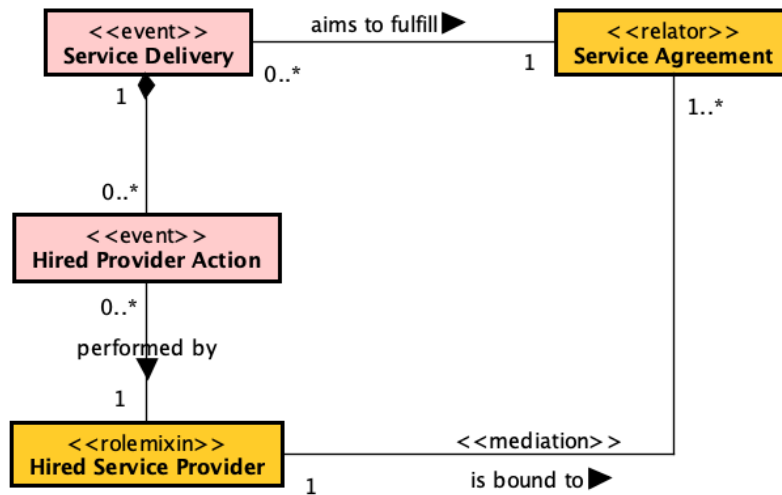 <<event>>
Service Delivery
aims to fulfill
<<relator>>
Service Agreement
1
0..*
1
1..*
0..*
<<event>>
Hired Provider Action
0..*
performed by
1
<<rolemixin>>
Hired Service Provider
<<mediation>>
1
is bound to